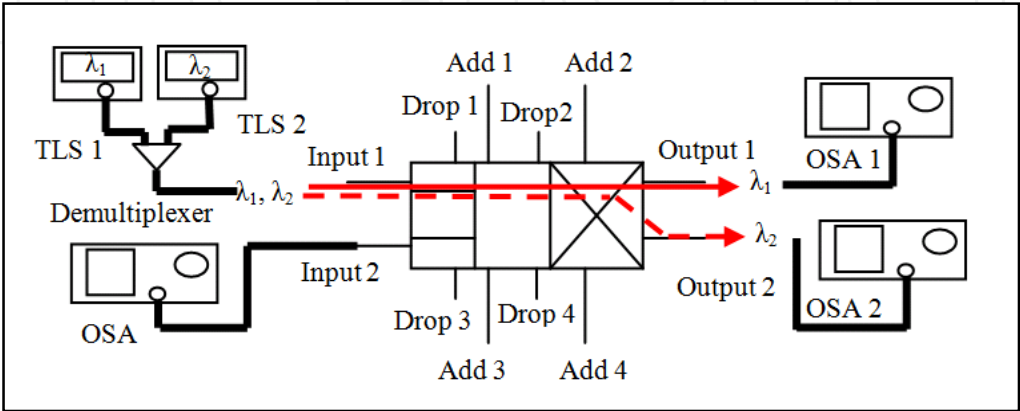 λ1
λ2
TLS 1
TLS 2
Demultiplexer
λ1, λ2
OSA
Input 1
Input 2
Add 1
Add 2
Drop 1
Drop2
Drop 3
Drop 4
Add 3
Add 4
Output 1
λ1
OSA 1
λ2
Output 2
OSA 2